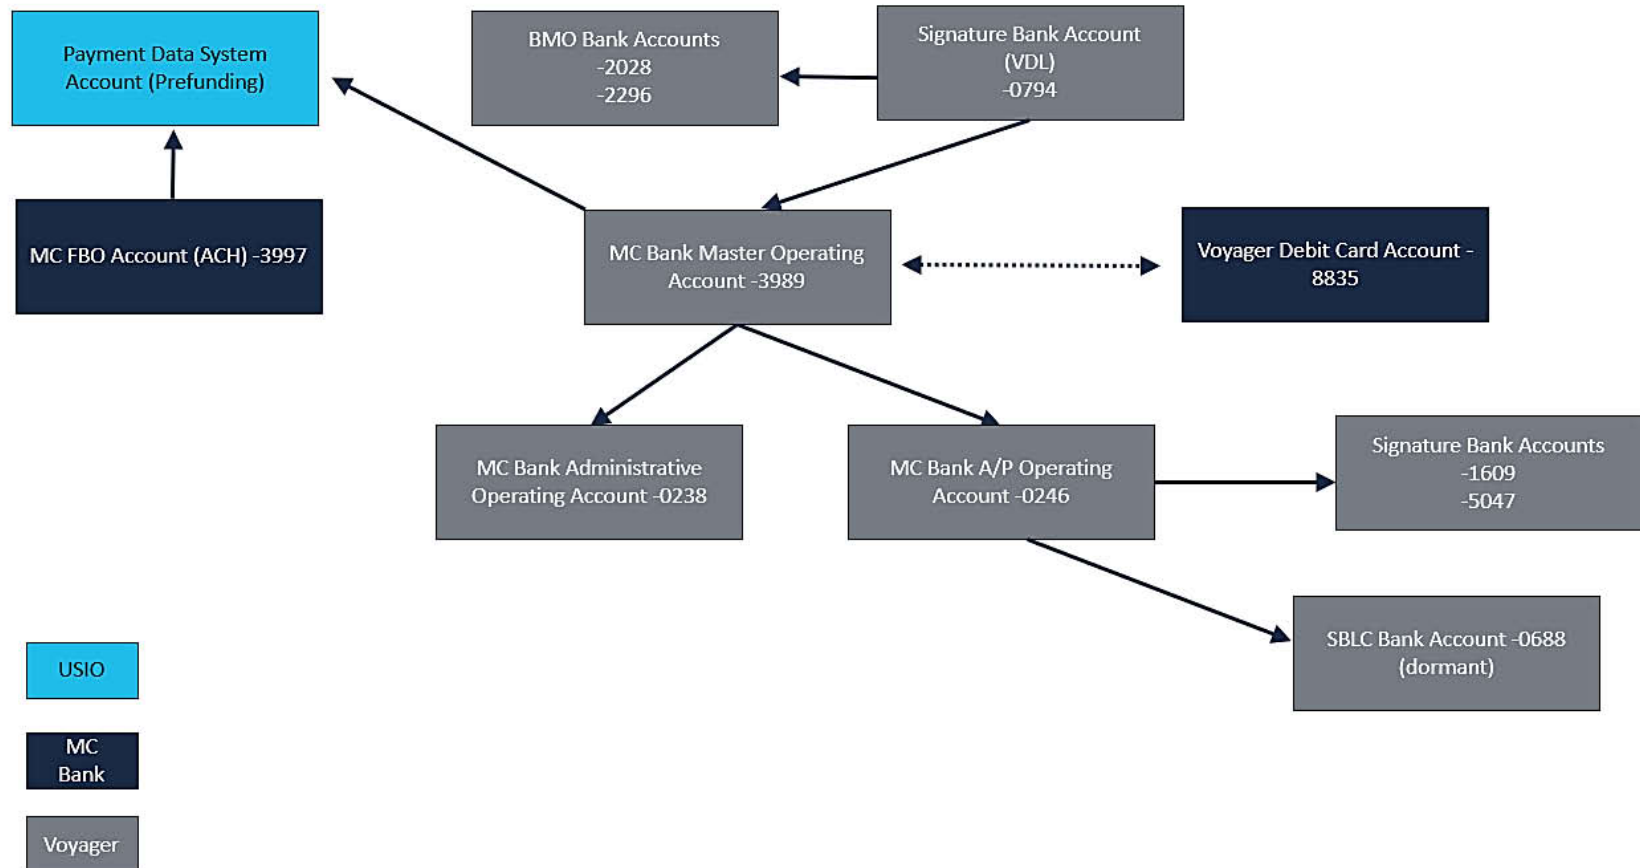 Payment Data System
Account (Prefunding)
BMO Bank Accounts
-2028
-2296
Signature Bank Account
(VDL)
-0794
MC FBO Account (ACH) -3997
MC Bank Master Operating
Account -3989
Voyager Debit Card Account -
8835
MC Bank Administrative
Operating Account -0238
MC Bank A/P Operating
Account -0246
Signature Bank Accounts
-1609
-5047
SBLC Bank Account -0688
(dormant)
USIO
MC
Bank
Voyager